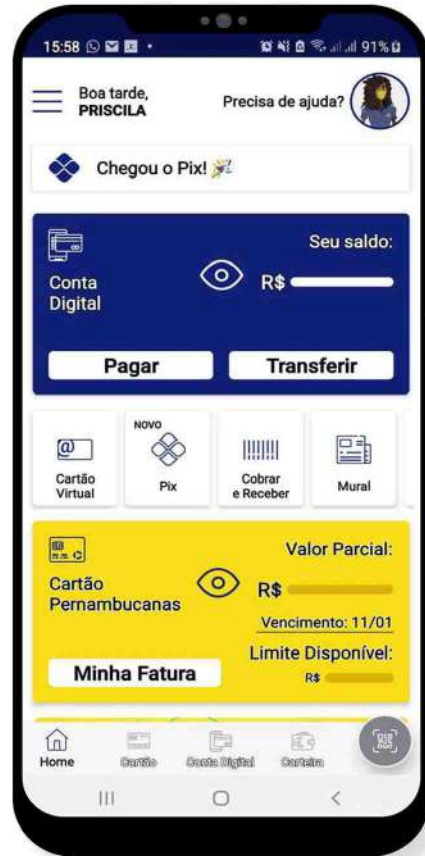 15:58
91%
Boa tarde,
PRISCILA
Precisa de ajuda?
Chegou o Pix!
Seu saldo:
Conta
Digital
R$
Pagar
Transferir
Cartão
Virtual
NOVO
Pix
Cobrar
e Receber
Mural
Valor Parcial:
Cartão
Pernambucanas
R$
Vencimento: 11/01
Limite Disponível:
R$
Minha Fatura
Home
Cartão
Conta Digital
Carteira